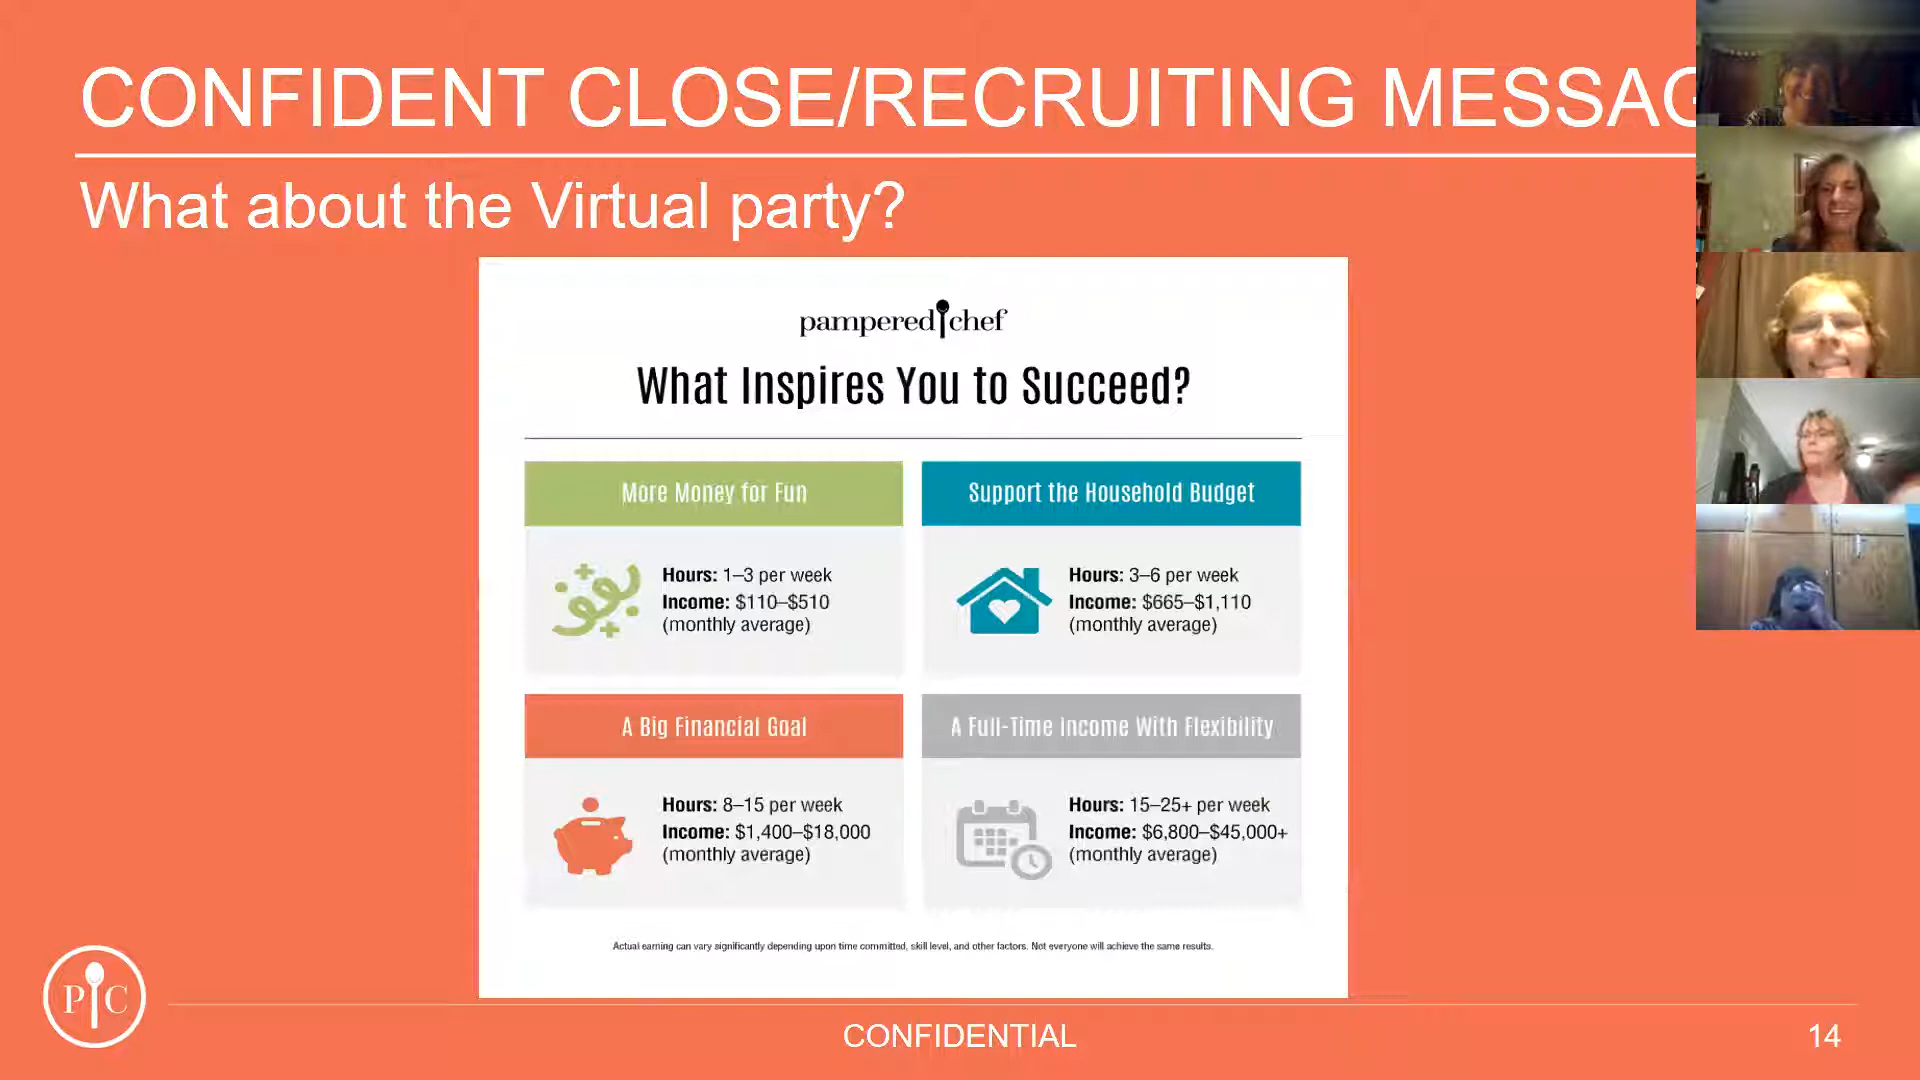 CONFIDENT CLOSE/RECRUITING MESSAG
What about the Virtual party?
pampered chef
What Inspires You to Succeed?
More Money for Fun
Hours: 1–3 per week
Income: $110–$510
(monthly average)
Support the Household Budget
Hours: 3–6 per week
Income: $665–$1,110
(monthly average)
A Big Financial Goal
Hours: 8–15 per week
Income: $1,400–$18,000
(monthly average)
A Full-Time Income With Flexibility
Hours: 15–25+ per week
Income: $6,800–$45,000+
(monthly average)
Actual earning can vary significantly depending upon time committed, skill level, and other factors. Not everyone will achieve the same results.
P C
CONFIDENTIAL
14